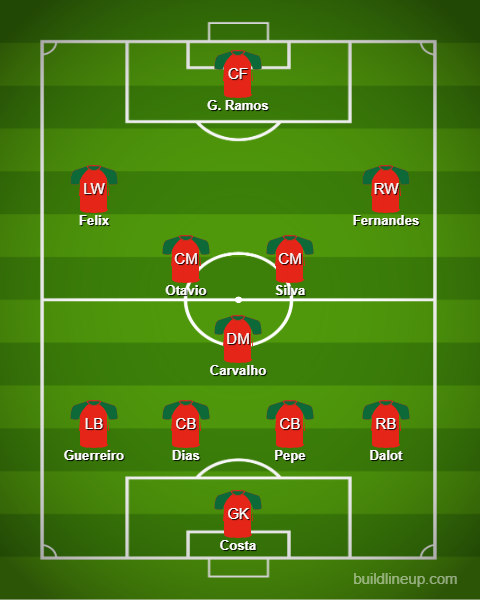 CF
G. Ramos
LW
RW
Felix
Fernandes
CM
CM
Otavio
Silva
DM
Carvalho
LB
CB
CB
RB
Guerreiro
Dias
Pepe
Dalot
GK
Costa
buildlineup.com